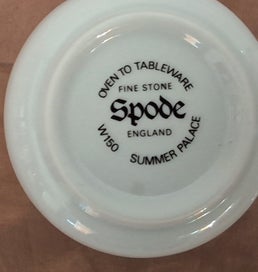 OVEN TO TABLEWARE
FINE STONE
Spode
ENGLAND
W150
SUMMER PALACE